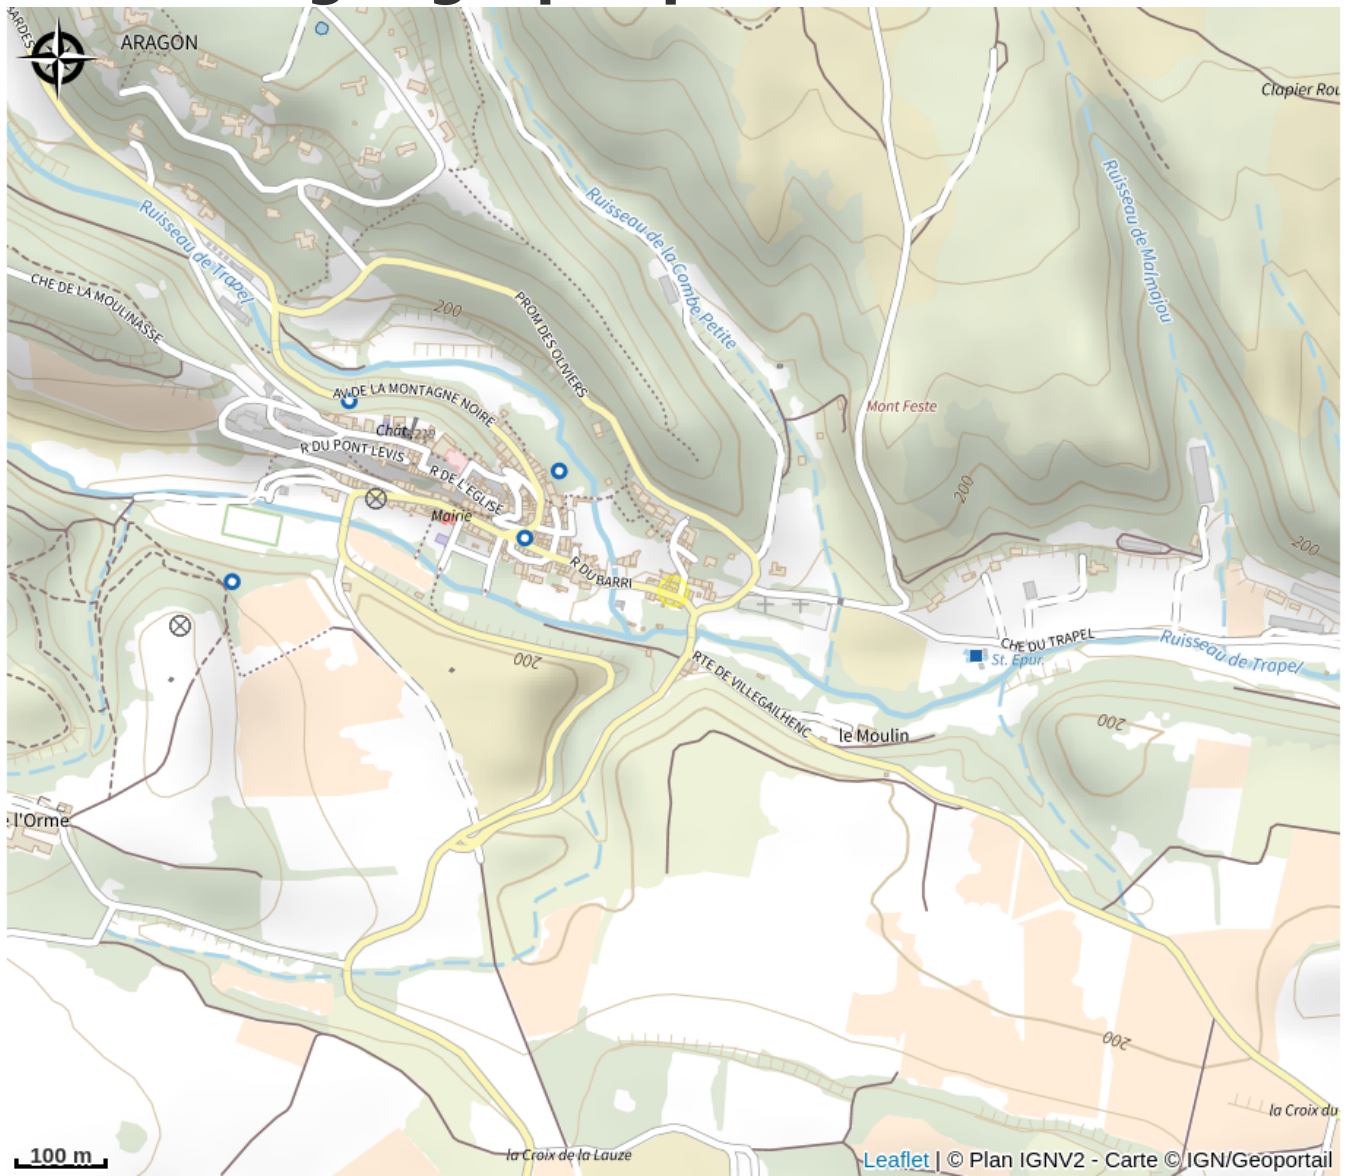 ARAGON
Clapier Rou
Ruisseau de Trapel
Ruisseau de la Combe Petite
Ruisseau de Malmajou
CHE DE LA MOULINASSE
200
PROM DES OLIVIERS
AV DE LA MONTAGNE NOIRE
Mont Feste
Chât.
R DU PONT LEVIS
R DE L'EGLISE
200
Mairie
200
R DU BARRI
CHE DU TRAPEL
St. Epur.
Ruisseau de Trapel
200
RTE DE VILLEGAILHENC
200
le Moulin
e l'Orme
200
la Croix du
la Croix de la Lauze
100 m
Leaflet | © Plan IGNV2 - Carte © IGN/Geoportail